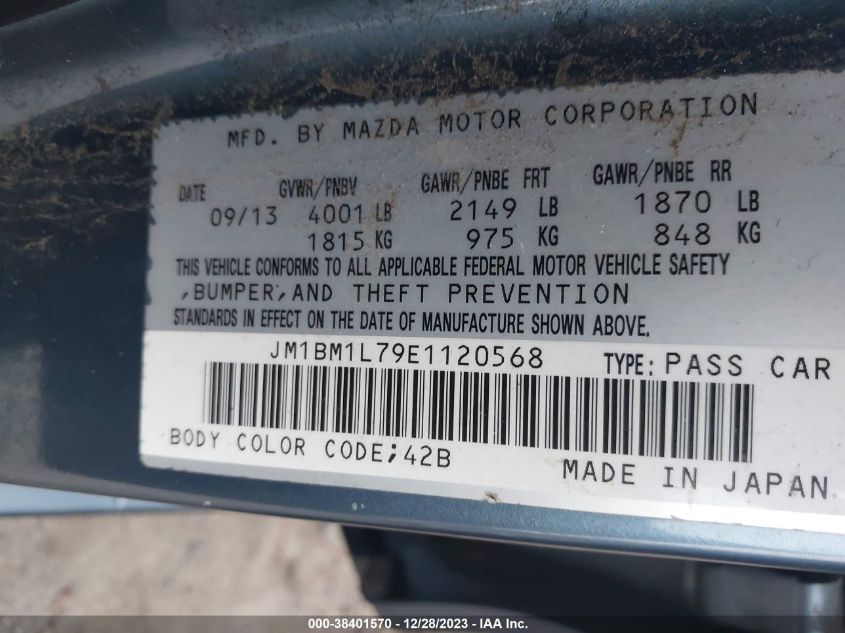 MFD. BY MAZDA MOTOR CORPORATION
DATE GVWR/PNBV GAWR/PNBE FRT GAWR/PNBE RR
09/13 4001 LB 2149 LB 1870 LB
1815 KG 975 KG 848 KG
THIS VEHICLE CONFORMS TO ALL APPLICABLE FEDERAL MOTOR VEHICLE SAFETY
,BUMPER,AND THEFT PREVENTION
STANDARDS IN EFFECT ON THE DATE OF MANUFACTURE SHOWN ABOVE.
JM1BM1L79E1120568 TYPE: PASS CAR
BODY COLOR CODE;42B
MADE IN JAPAN
000-38401570 - 12/28/2023 - IAA Inc.